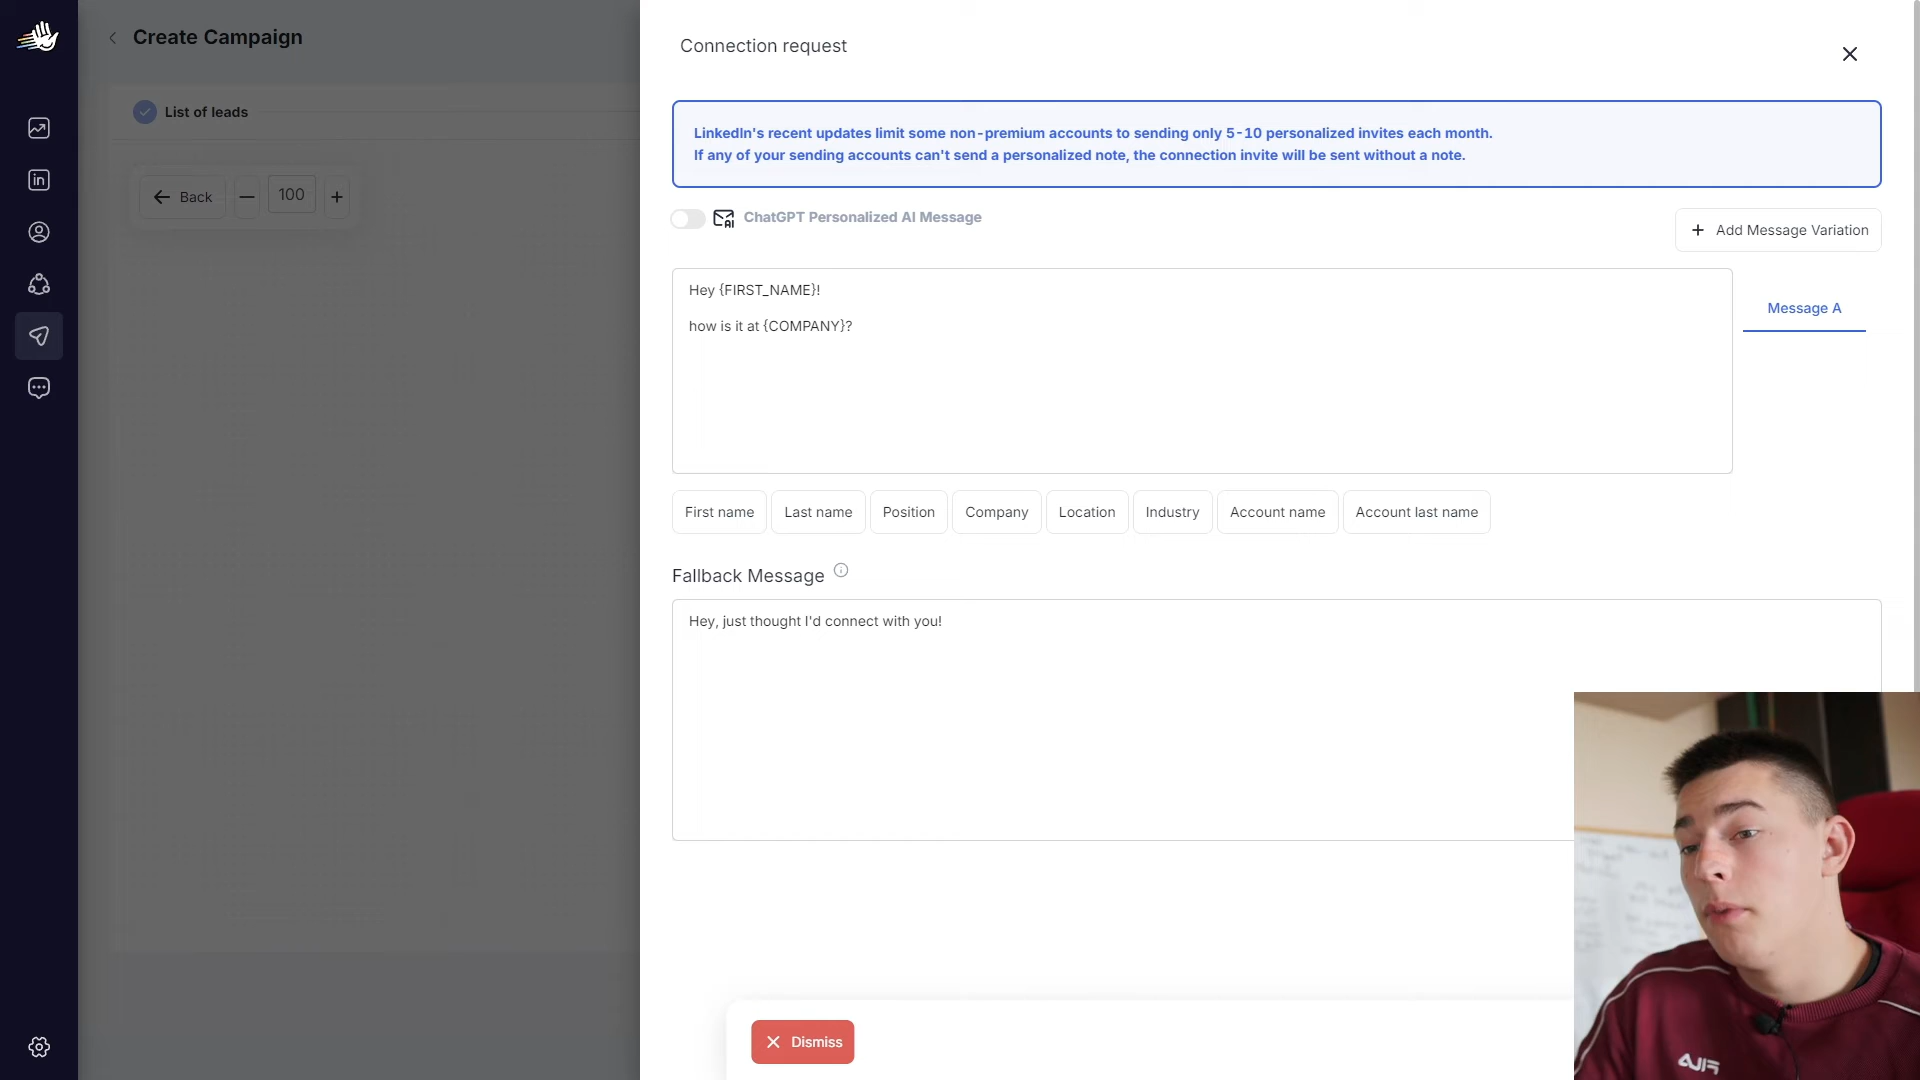 Create Campaign
Connection request
List of leads
LinkedIn's recent updates limit some non-premium accounts to sending only 5-10 personalized invites each month.
If any of your sending accounts can't send a personalized note, the connection invite will be sent without a note.
Back
100
ChatGPT Personalized AI Message
Add Message Variation
Hey {FIRST_NAME}!
how is it at {COMPANY}?
Message A
First name
Last name
Position
Company
Location
Industry
Account name
Account last name
Fallback Message
Hey, just thought I'd connect with you!
Dismiss
FILA